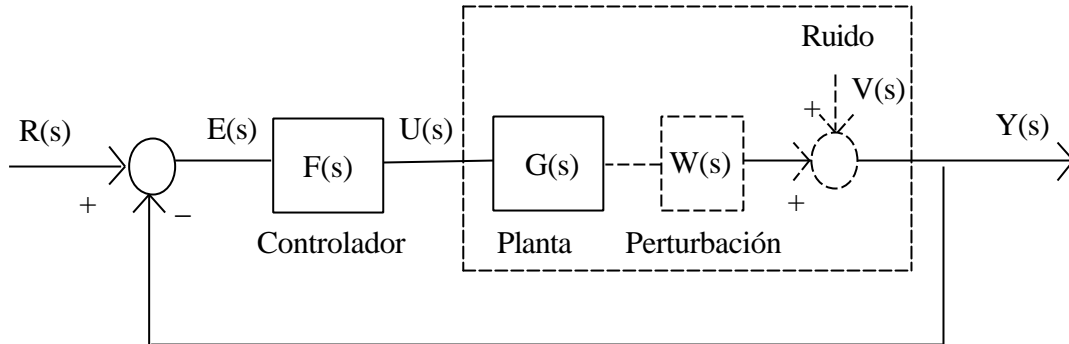 Ruido
V(s)
+
R(s)
E(s)
U(s)
Y(s)
F(s)
G(s)
W(s)
+
−
+
Controlador
Planta
Perturbación